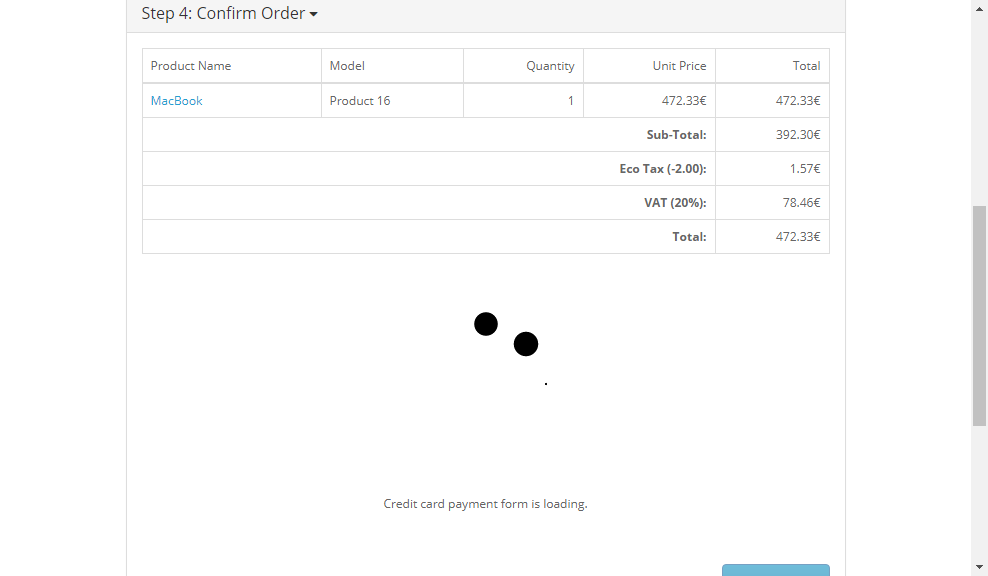 Step 4: Confirm Order
Product Name Model Quantity Unit Price Total
MacBook Product 16 1 472.33€ 472.33€
Sub-Total: 392.30€
Eco Tax (-2.00): 1.57€
VAT (20%): 78.46€
Total: 472.33€
Credit card payment form is loading.